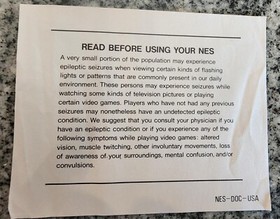 READ BEFORE USING YOUR NES
A very small portion of the population may experience
epileptic seizures when viewing certain kinds of flashing
lights or patterns that are commonly present in our daily
environment. These persons may experience seizures while
watching some kinds of television pictures or playing
certain video games. Players who have not had any previous
seizures may nonetheless have an undetected epileptic
condition. We suggest that you consult your physician if you
have an epileptic condition or if you experience any of the
following symptoms while playing video games: altered
vision, muscle twitching, other involuntary movements, loss
of awareness of your surroundings, mental confusion, and/or
convulsions.
NES-DOC-USA